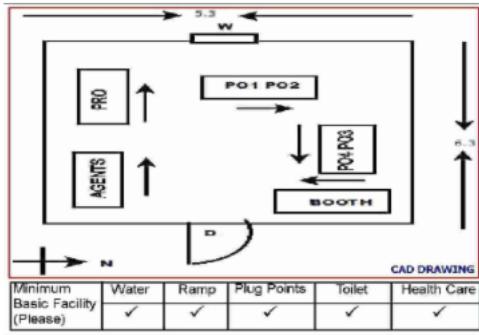 5.3
W
PRO
PO1 PO2
PO4 PO3
6.3
AGENTS
BOOTH
D
N
CAD DRAWING
Minimum Basic Facility (Please) Water Ramp Plug Points Toilet Health Care
✓ ✓ ✓ ✓ ✓